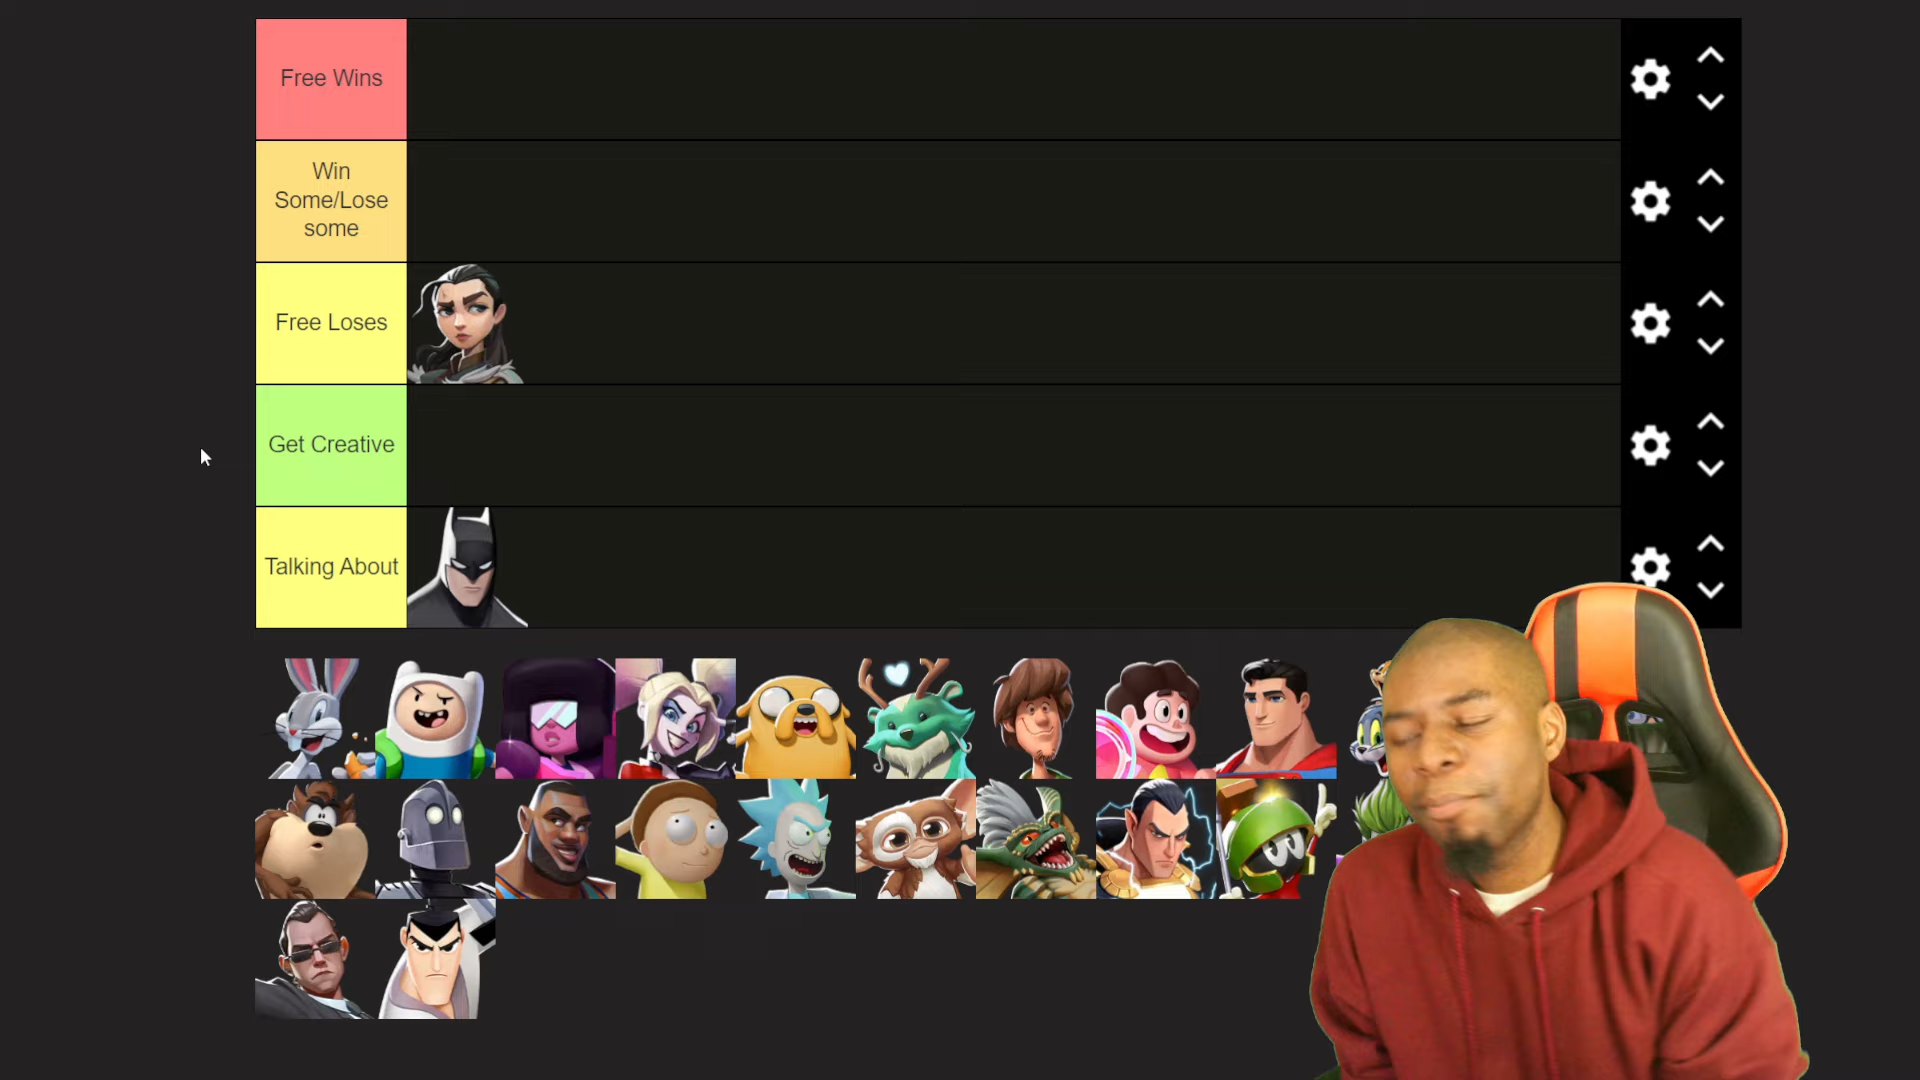 Free Wins
Win
Some/Lose
some
Free Loses
Get Creative
Talking About